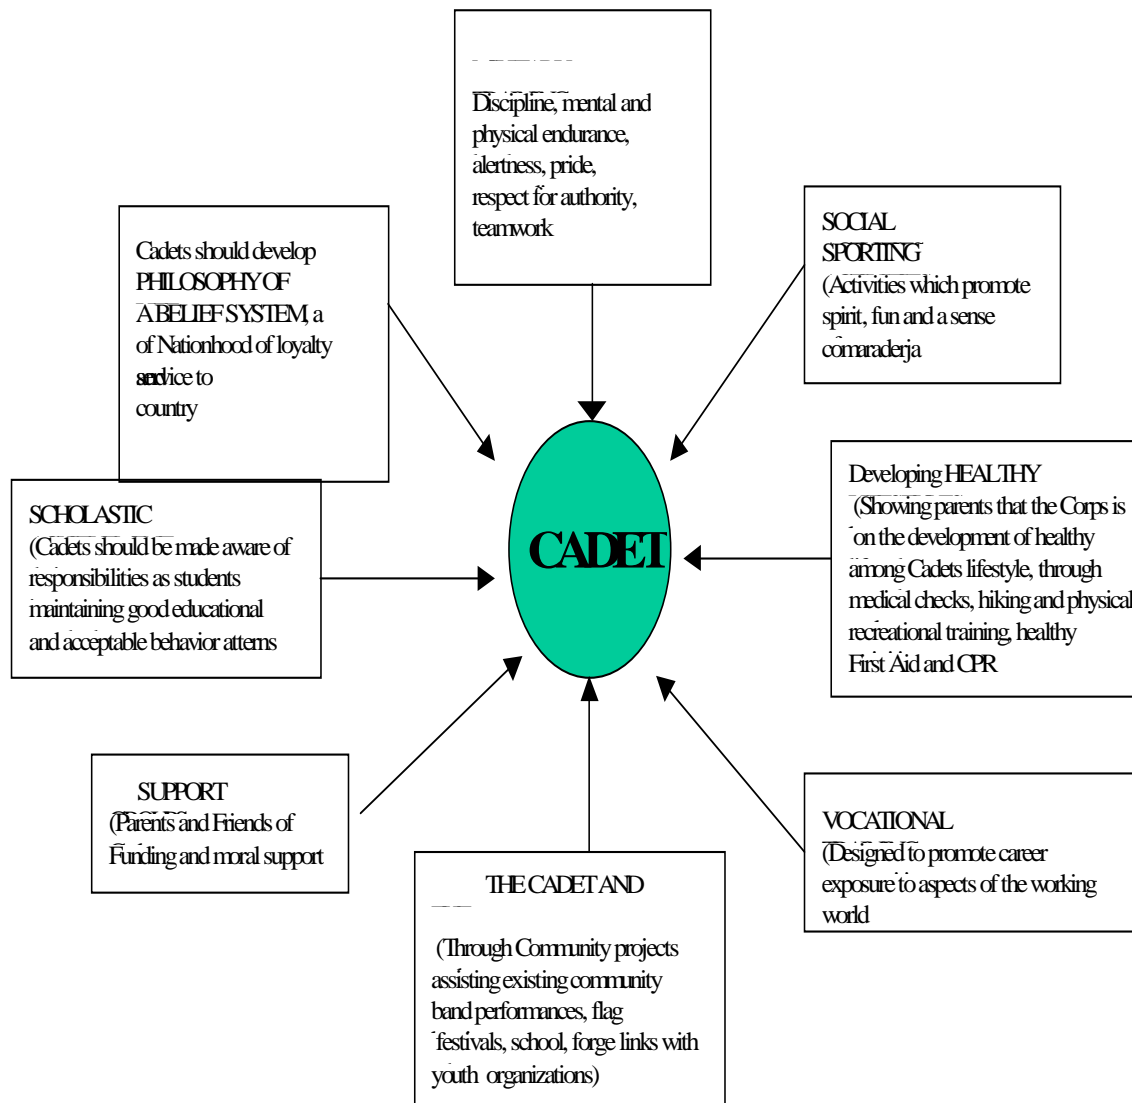 Discipline, mental and
physical endurance,
alertness, pride,
respect for authority,
teamwork
Cadets should develop
PHILOSOPHY OF
A BELIEF SYSTEM, a
of Nationhood of loyalty
service to
country
SOCIAL
SPORTING
(Activities which promote
spirit, fun and a sense
comaraderja
SCHOLASTIC
(Cadets should be made aware of
responsibilities as students
maintaining good educational
and acceptable behavior atterns
CADET
Developing HEALTHY
(Showing parents that the Corps is
on the development of healthy
among Cadets lifestyle, through
medical checks, hiking and physical
recreational training, healthy
First Aid and CPR
SUPPORT
(Parents and Friends of
Funding and moral support
THE CADET AND
(Through Community projects
assisting existing community
band performances, flag
festivals, school, forge links with
youth organizations)
VOCATIONAL
(Designed to promote career
exposure to aspects of the working
world